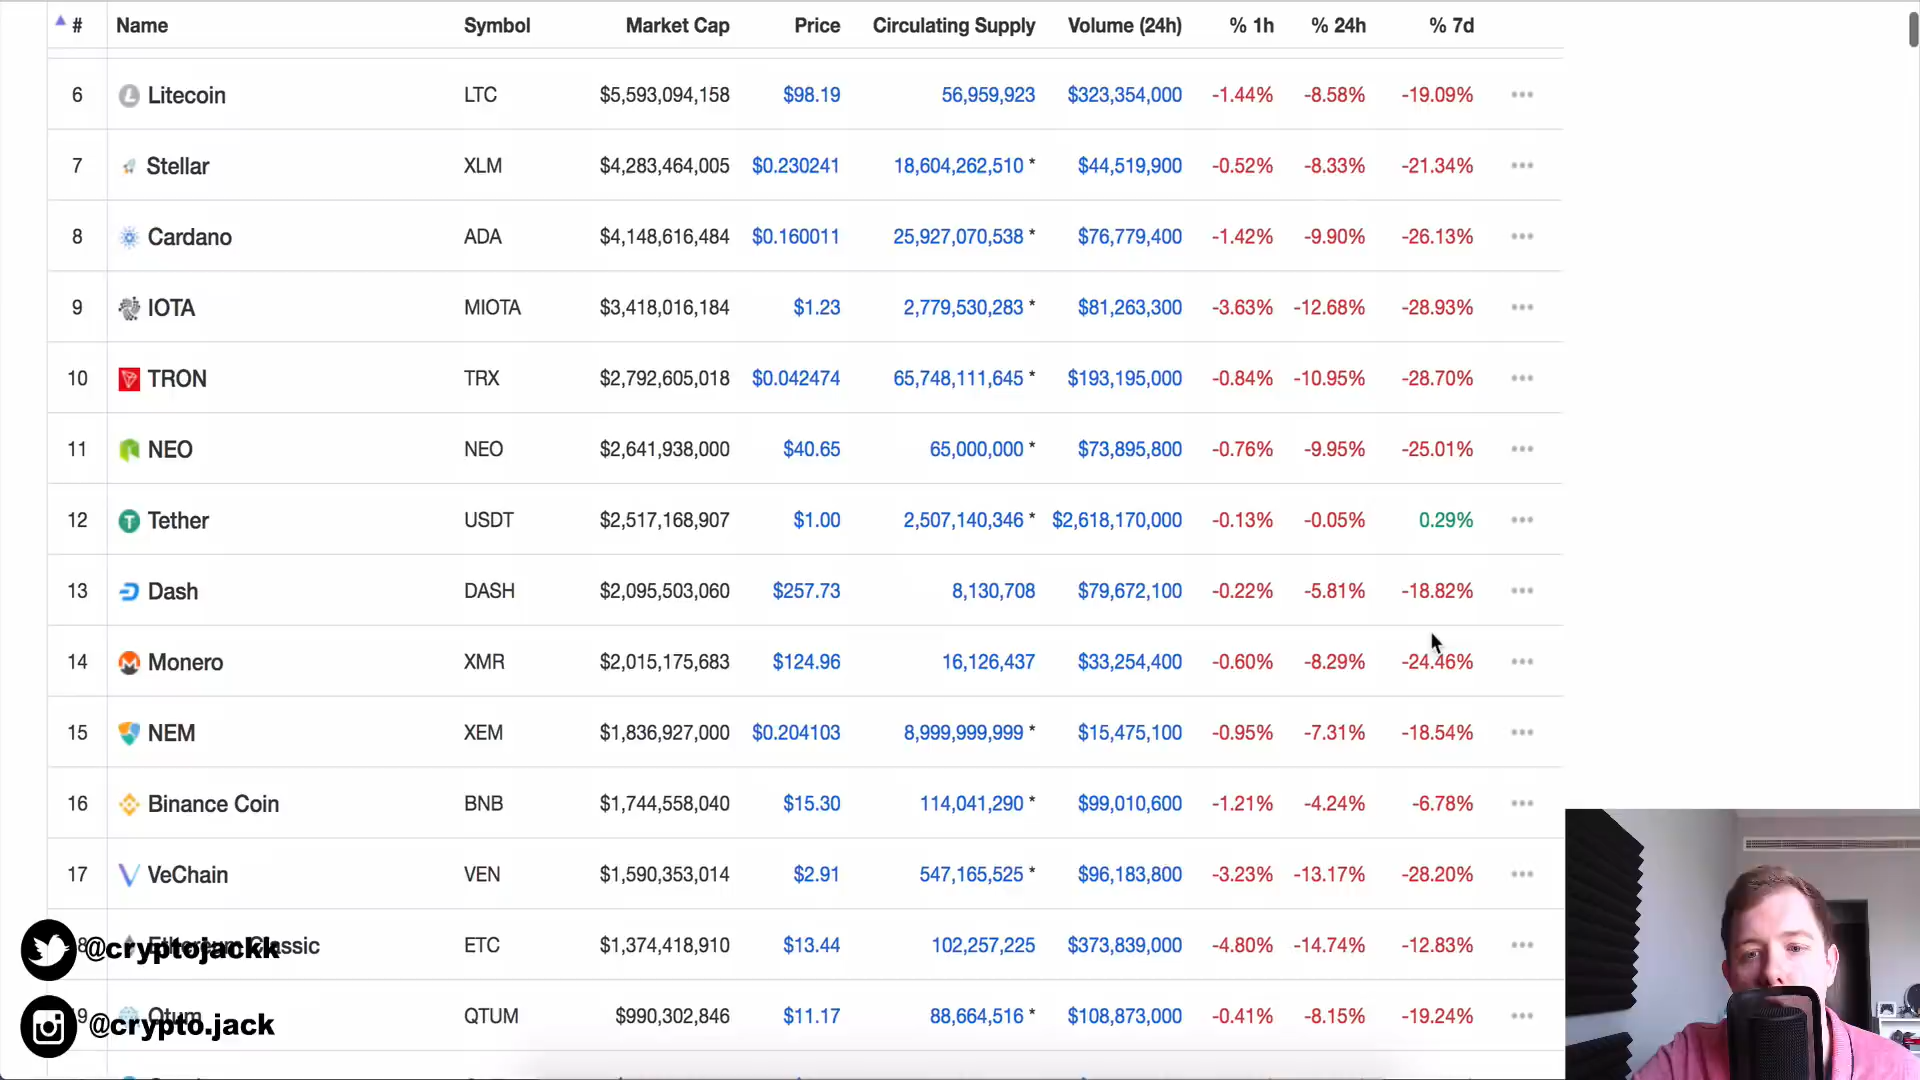 # Name Symbol Market Cap Price Circulating Supply Volume (24h) % 1h % 24h % 7d
6 Litecoin LTC $5,593,094,158 $98.19 56,959,923 $323,354,000 -1.44% -8.58% -19.09%
7 Stellar XLM $4,283,464,005 $0.230241 18,604,262,510 * $44,519,900 -0.52% -8.33% -21.34%
8 Cardano ADA $4,148,616,484 $0.160011 25,927,070,538 * $76,779,400 -1.42% -9.90% -26.13%
9 IOTA MIOTA $3,418,016,184 $1.23 2,779,530,283 * $81,263,300 -3.63% -12.68% -28.93%
10 TRON TRX $2,792,605,018 $0.042474 65,748,111,645 * $193,195,000 -0.84% -10.95% -28.70%
11 NEO NEO $2,641,938,000 $40.65 65,000,000 * $73,895,800 -0.76% -9.95% -25.01%
12 Tether USDT $2,517,168,907 $1.00 2,507,140,346 * $2,618,170,000 -0.13% -0.05% 0.29%
13 Dash DASH $2,095,503,060 $257.73 8,130,708 $79,672,100 -0.22% -5.81% -18.82%
14 Monero XMR $2,015,175,683 $124.96 16,126,437 $33,254,400 -0.60% -8.29% -24.46%
15 NEM XEM $1,836,927,000 $0.204103 8,999,999,999 * $15,475,100 -0.95% -7.31% -18.54%
16 Binance Coin BNB $1,744,558,040 $15.30 114,041,290 * $99,010,600 -1.21% -4.24% -6.78%
17 VeChain VEN $1,590,353,014 $2.91 547,165,525 * $96,183,800 -3.23% -13.17% -28.20%
8 Ethereum Classic ETC $1,374,418,910 $13.44 102,257,225 $373,839,000 -4.80% -14.74% -12.83%
@cryptojackk
9 Qtum QTUM $990,302,846 $11.17 88,664,516 * $108,873,000 -0.41% -8.15% -19.24%
@crypto.jack